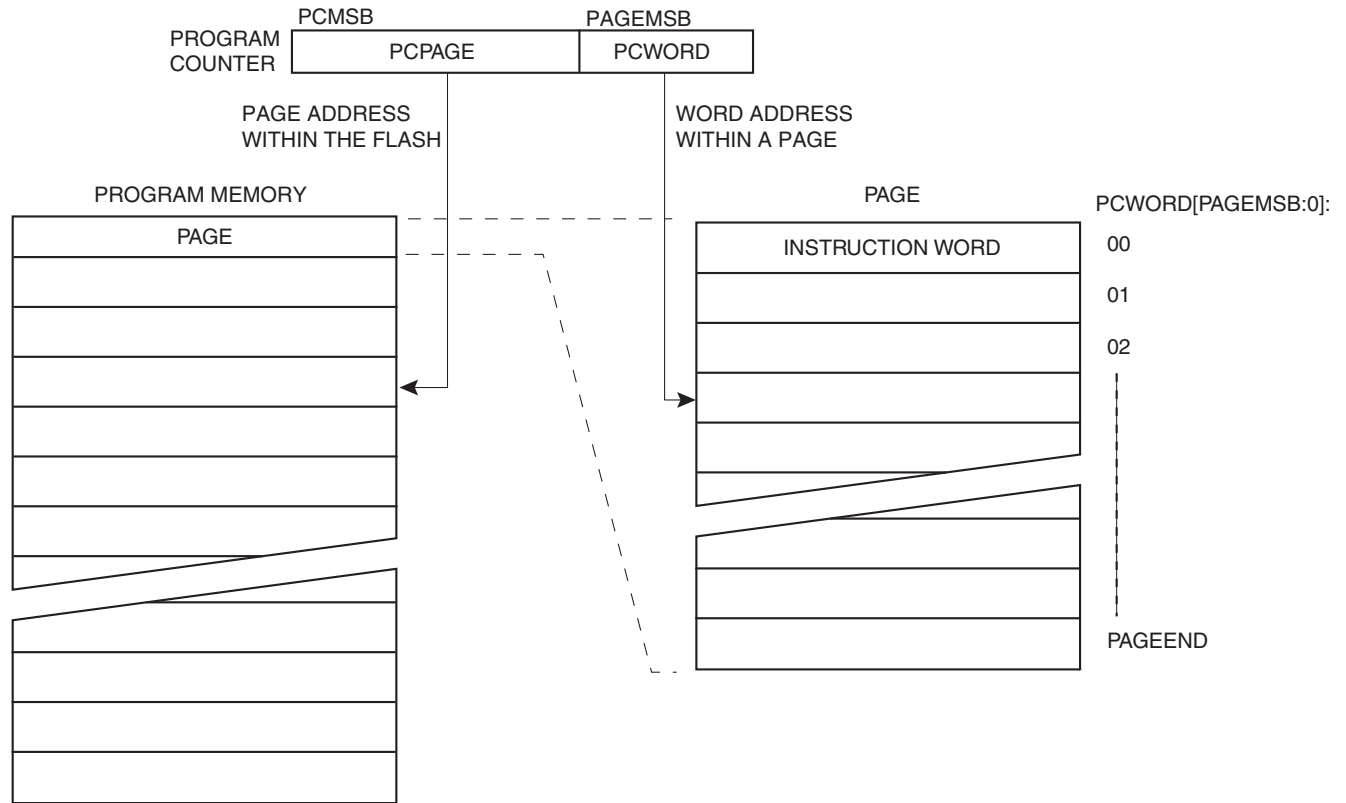 PCMSB
PAGEMSB
PROGRAM
COUNTER
PCPAGE
PCWORD
PAGE ADDRESS
WITHIN THE FLASH
WORD ADDRESS
WITHIN A PAGE
PROGRAM MEMORY
PAGE
PAGE
PCWORD[PAGEMSB:0]:
INSTRUCTION WORD
00
01
02
PAGEEND